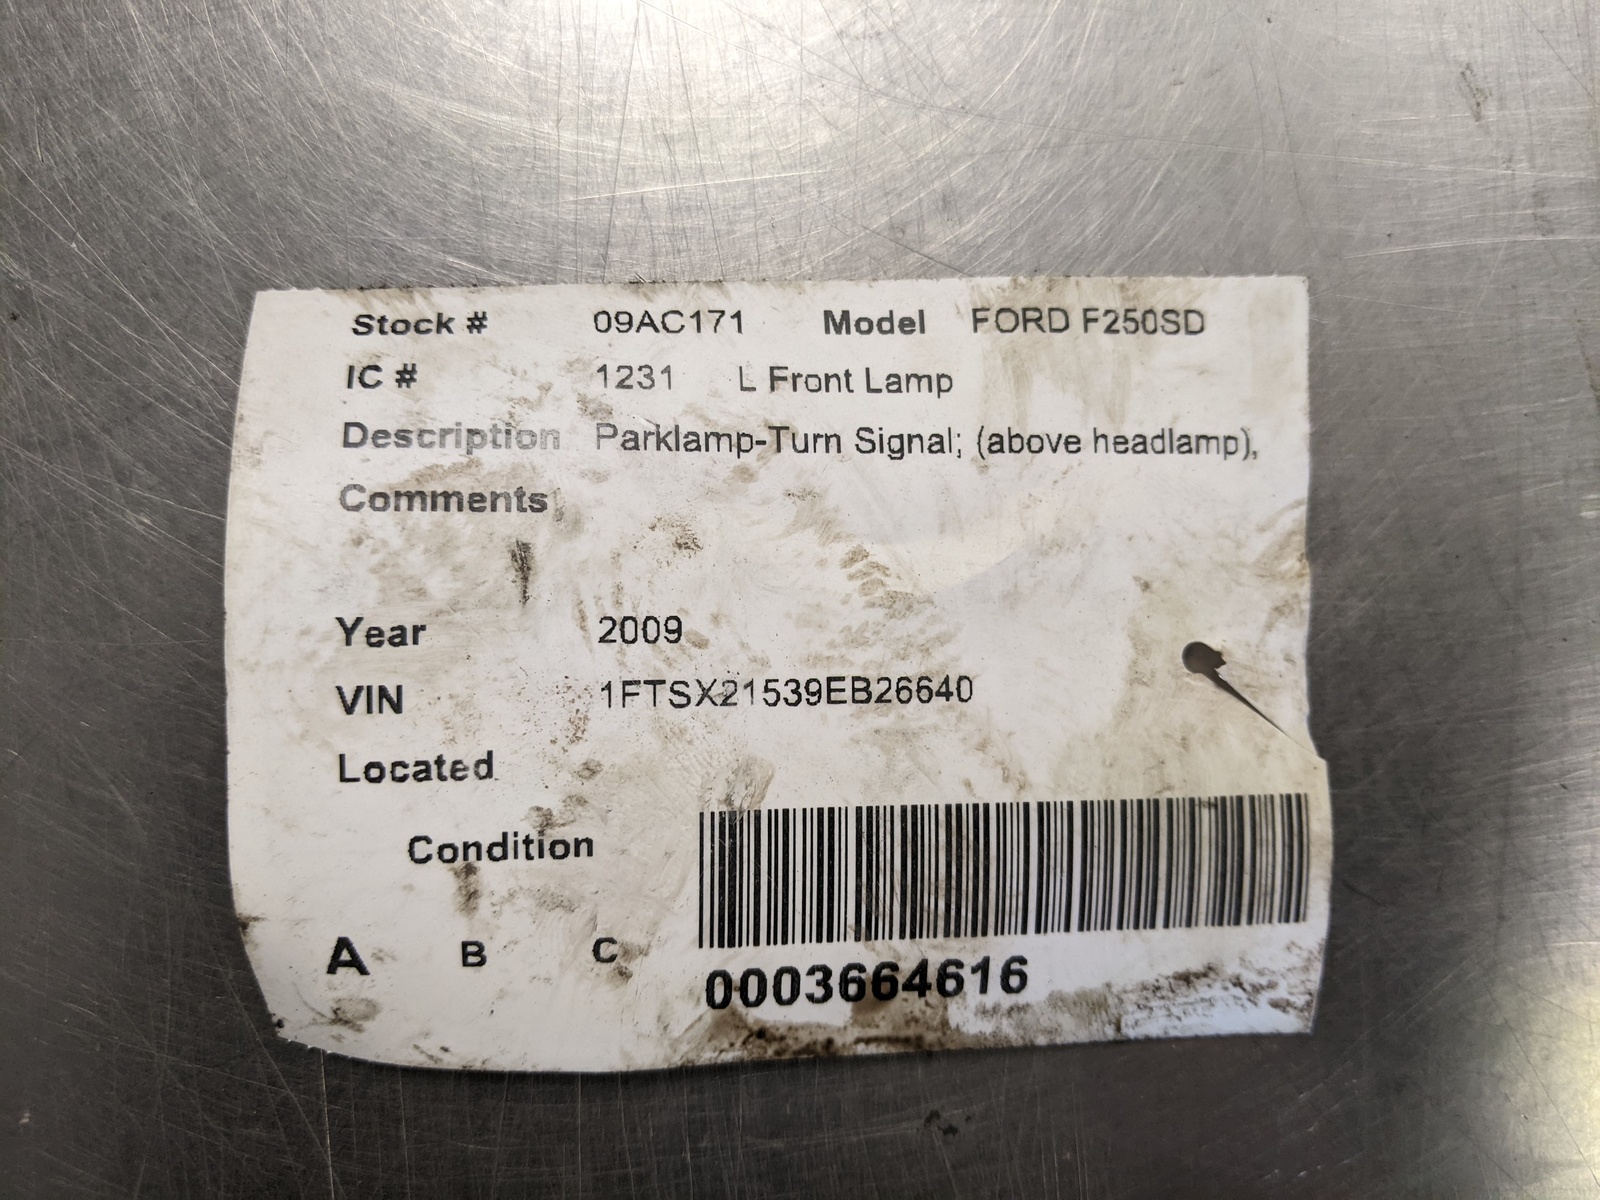 Stock # 09AC171 Model FORD F250SD
IC # 1231 L Front Lamp
Description Parklamp-Turn Signal; (above headlamp),
Comments
Year 2009
VIN 1FTSX21539EB26640
Located
Condition
A B C
0003664616